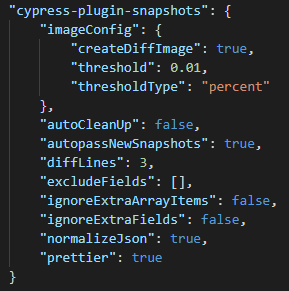 "cypress-plugin-snapshots": {
    "imageConfig": {
        "createDiffImage": true,
        "threshold": 0.01,
        "thresholdType": "percent"
    },
    "autoCleanUp": false,
    "autopassNewSnapshots": true,
    "diffLines": 3,
    "excludeFields": [],
    "ignoreExtraArrayItems": false,
    "ignoreExtraFields": false,
    "normalizeJson": true,
    "prettier": true
}